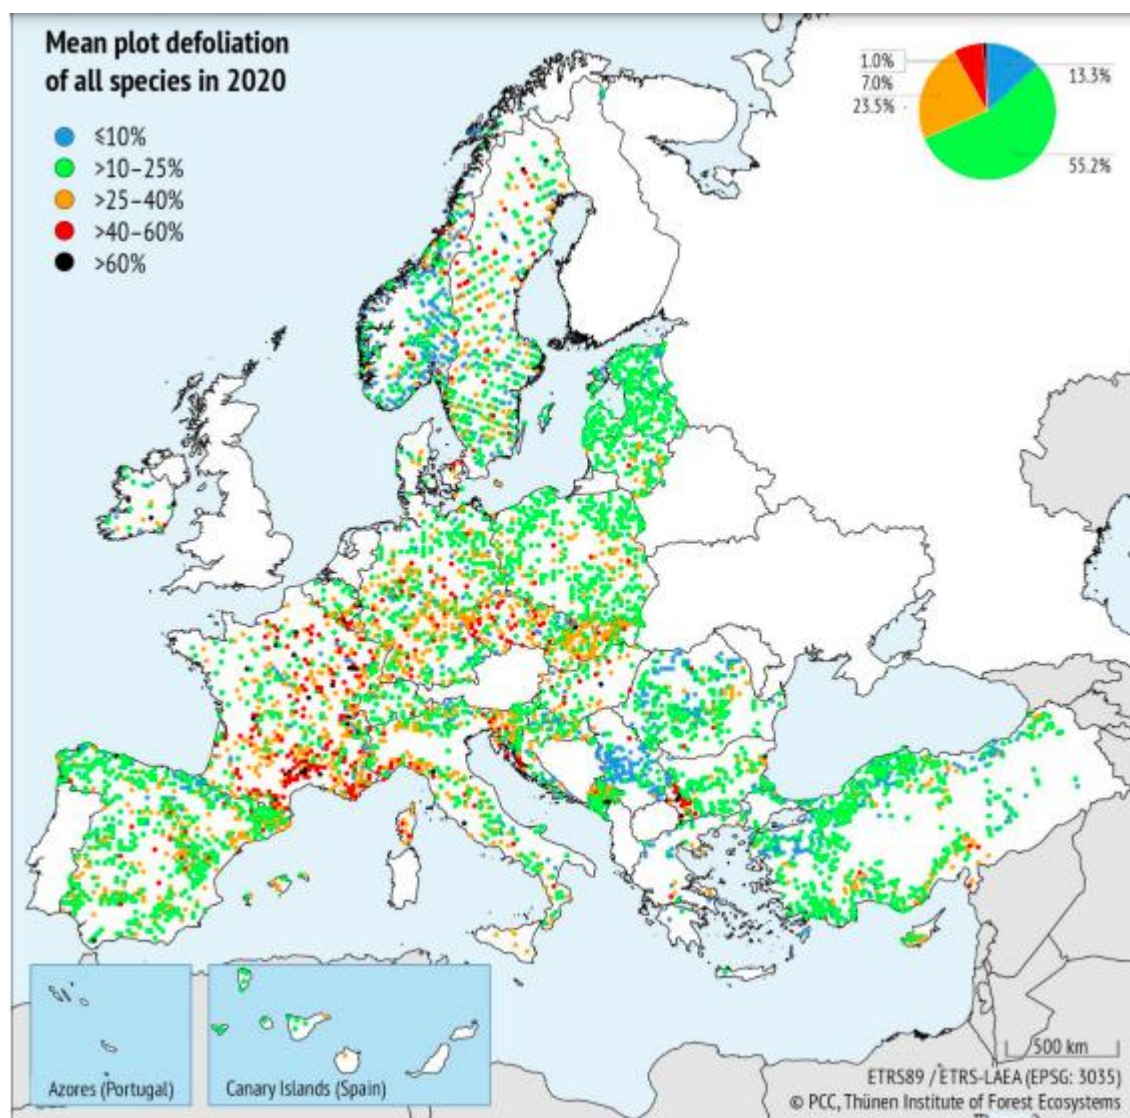 Mean plot defoliation
of all species in 2020
≤10%
>10–25%
>25–40%
>40–60%
>60%
1.0%
7.0%
23.5%
13.3%
55.2%
Azores (Portugal)
Canary Islands (Spain)
500 km
ETRS89 / ETRS-LAEA (EPSG: 3035)
© PCC, Thünen Institute of Forest Ecosystems